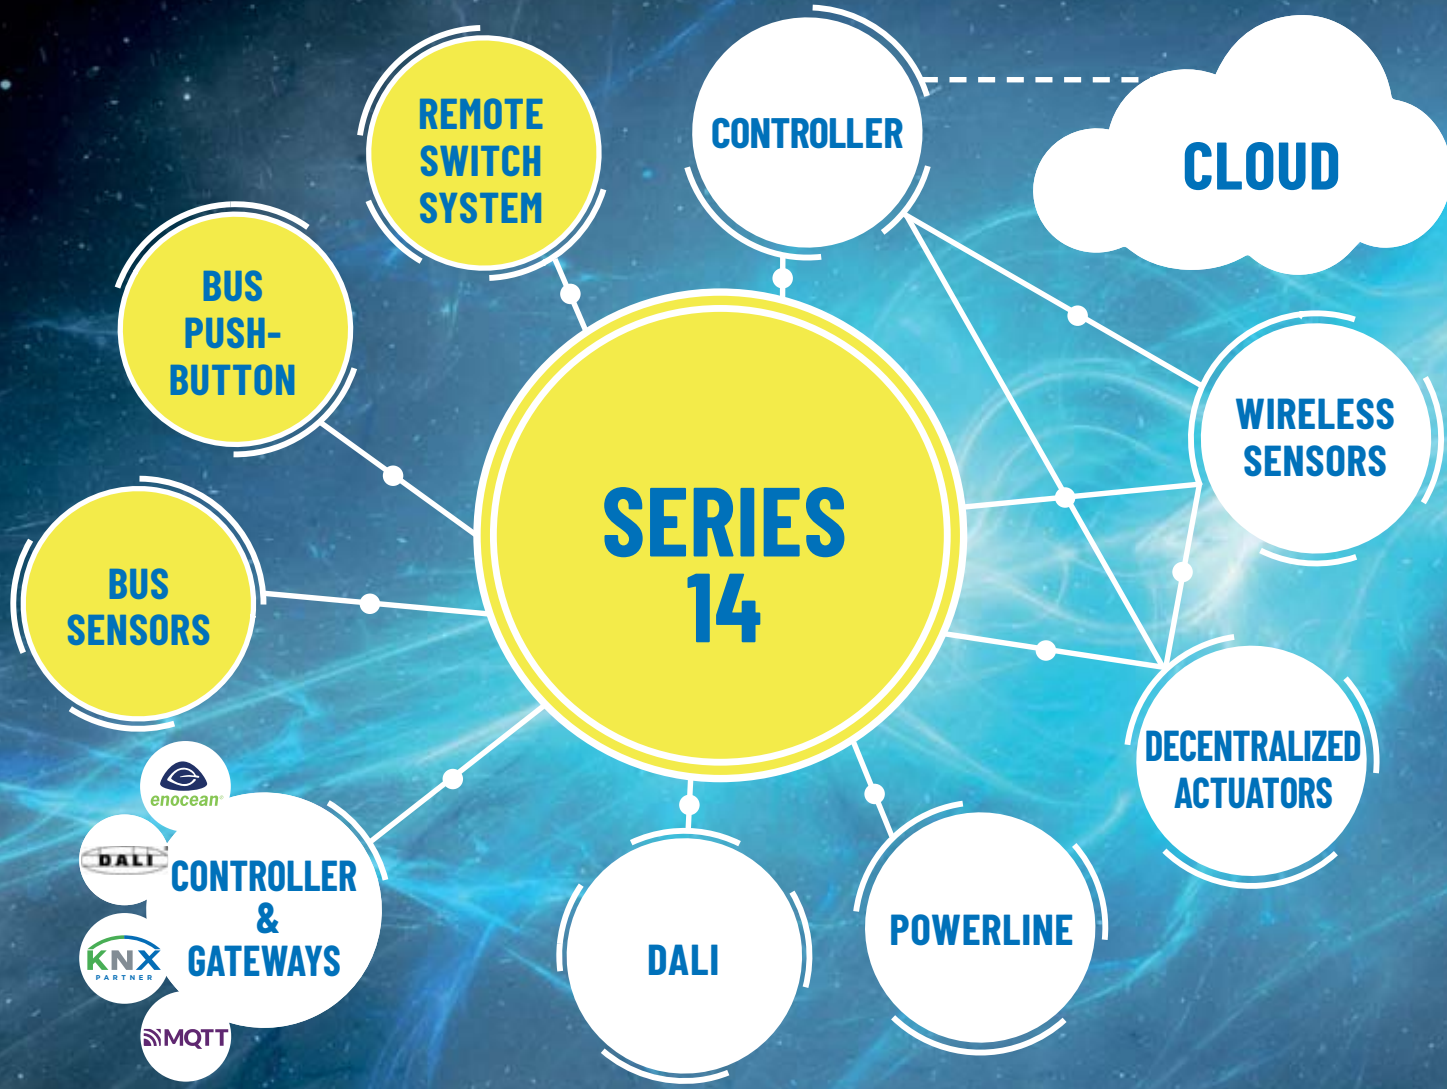 REMOTE
SWITCH
SYSTEM
CONTROLLER
CLOUD
BUS
PUSH-
BUTTON
WIRELESS
SENSORS
SERIES
14
BUS
SENSORS
DECENTRALIZED
ACTUATORS
enocean®
DALI
CONTROLLER
&
GATEWAYS
KNX
PARTNER
MQTT
DALI
POWERLINE